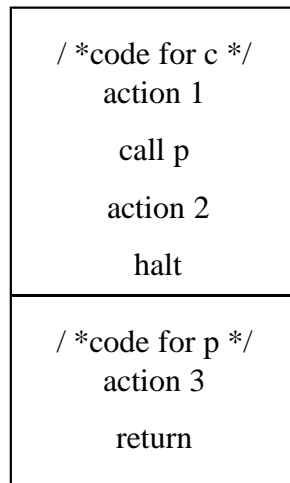 / *code for c */
action 1
call p
action 2
halt
/ *code for p */
action 3
return